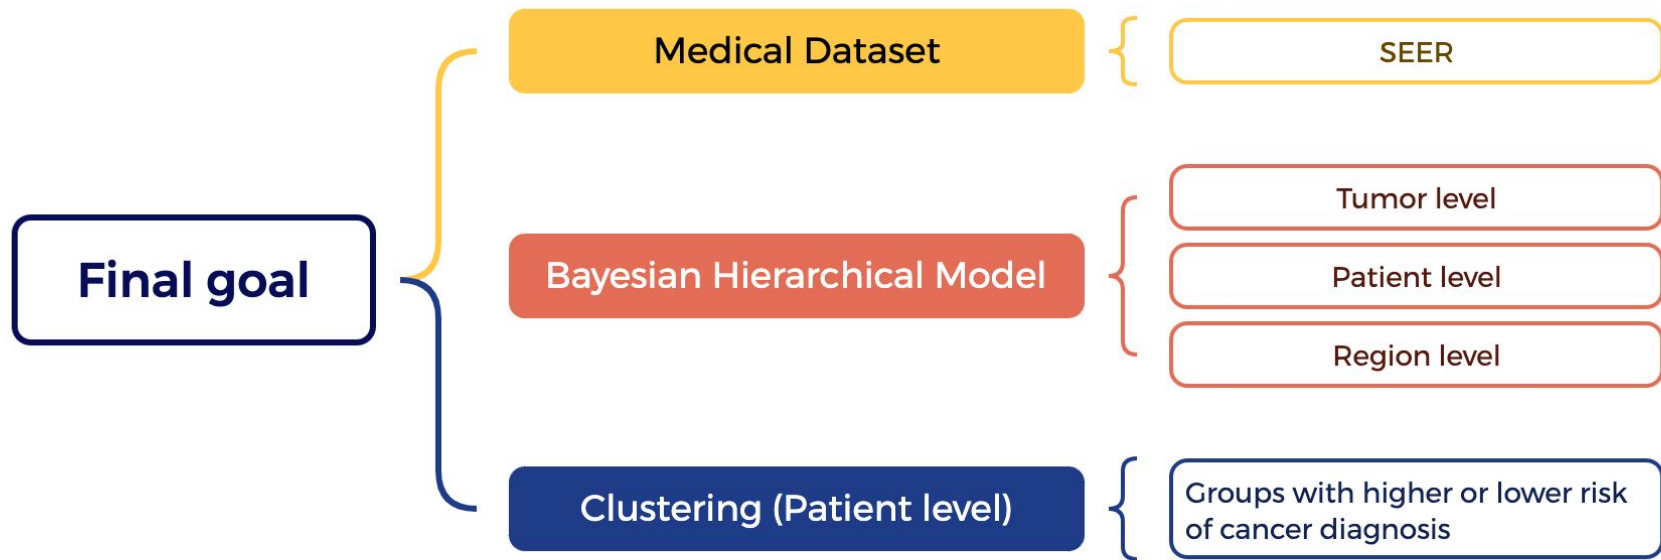 Final goal
Medical Dataset
SEER
Bayesian Hierarchical Model
Tumor level
Patient level
Region level
Clustering (Patient level)
Groups with higher or lower risk
of cancer diagnosis